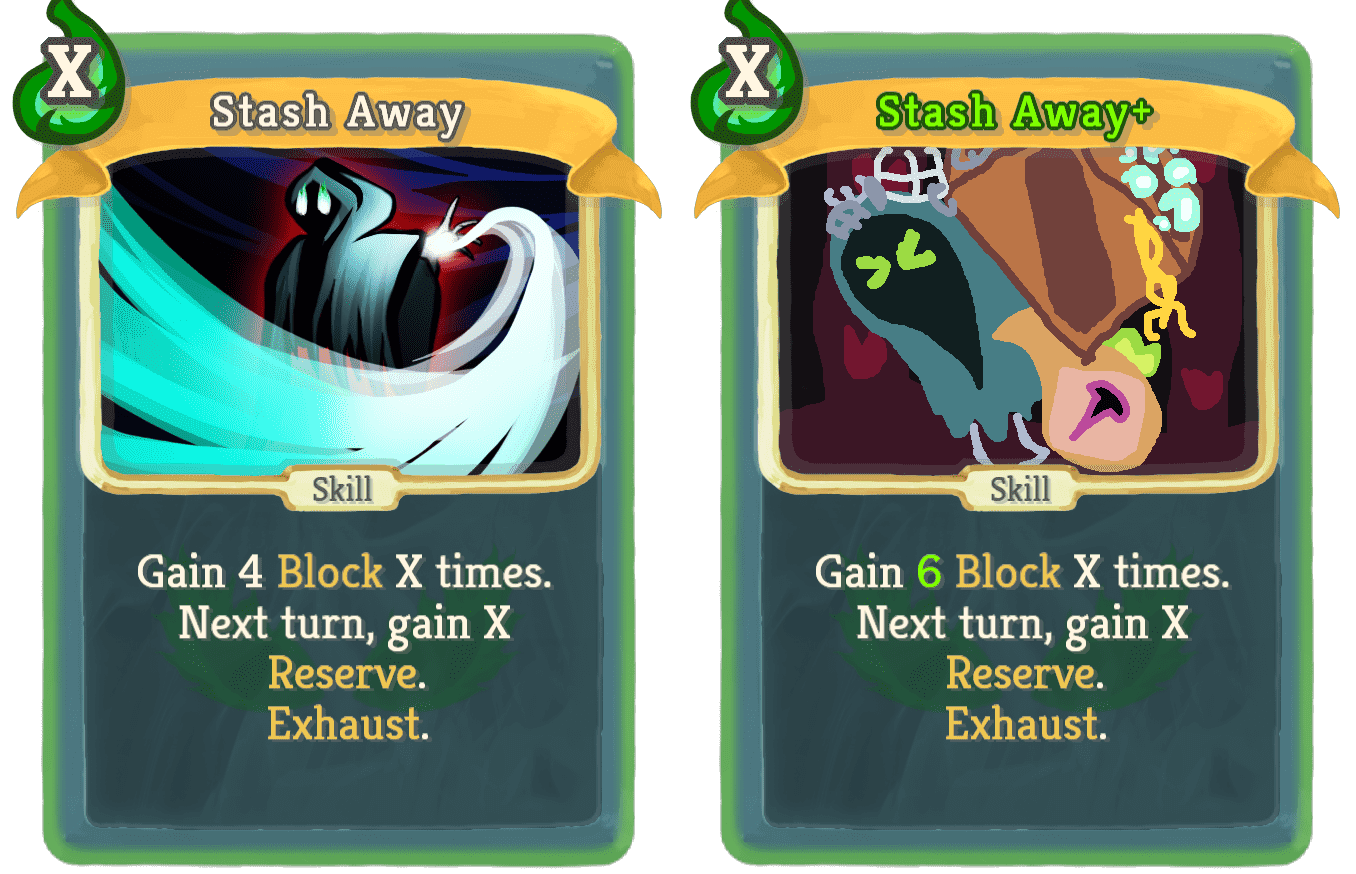 X
Stash Away
Skill
Gain 4 Block X times.
Next turn, gain X
Reserve.
Exhaust.
X
Stash Away+
Skill
Gain 6 Block X times.
Next turn, gain X
Reserve.
Exhaust.